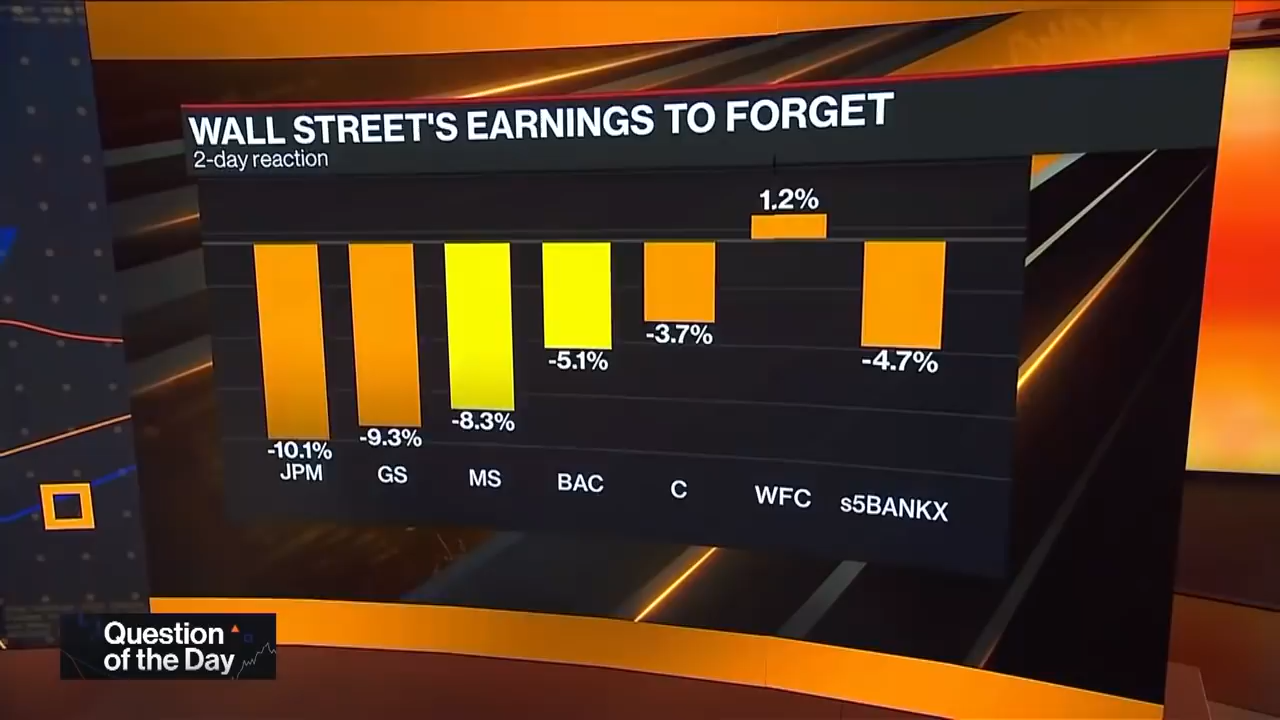 WALL STREET'S EARNINGS TO FORGET
2-day reaction
1.2%
-10.1%
-9.3%
-8.3%
-5.1%
-3.7%
-4.7%
JPM
GS
MS
BAC
C
WFC
s5BANKX
Question
of the Day